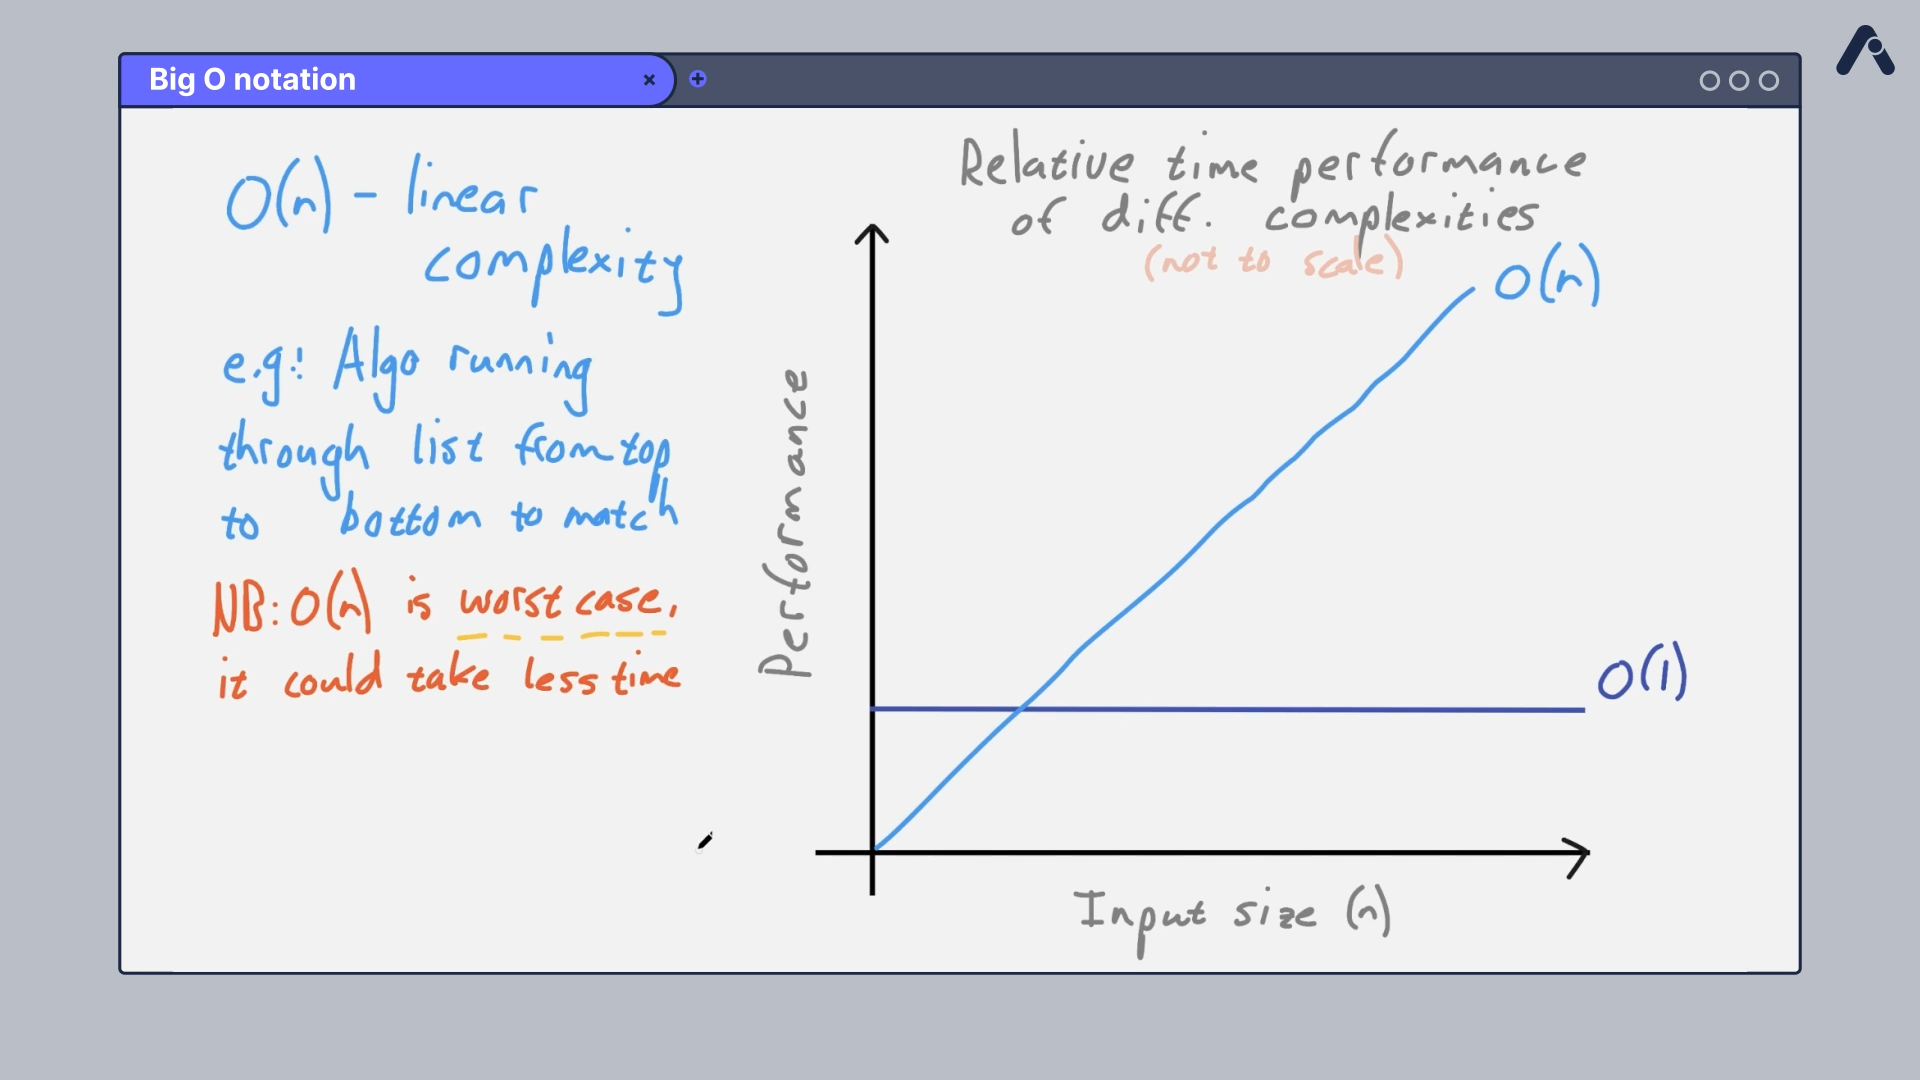 Big O notation
O(n) - linear
complexity
e.g: Algo running
through list from top
to bottom to match
NB: O(n) is worst case,
it could take less time
Relative time performance
of diff. complexities
(not to scale)
O(n)
Performance
O(1)
Input size (n)